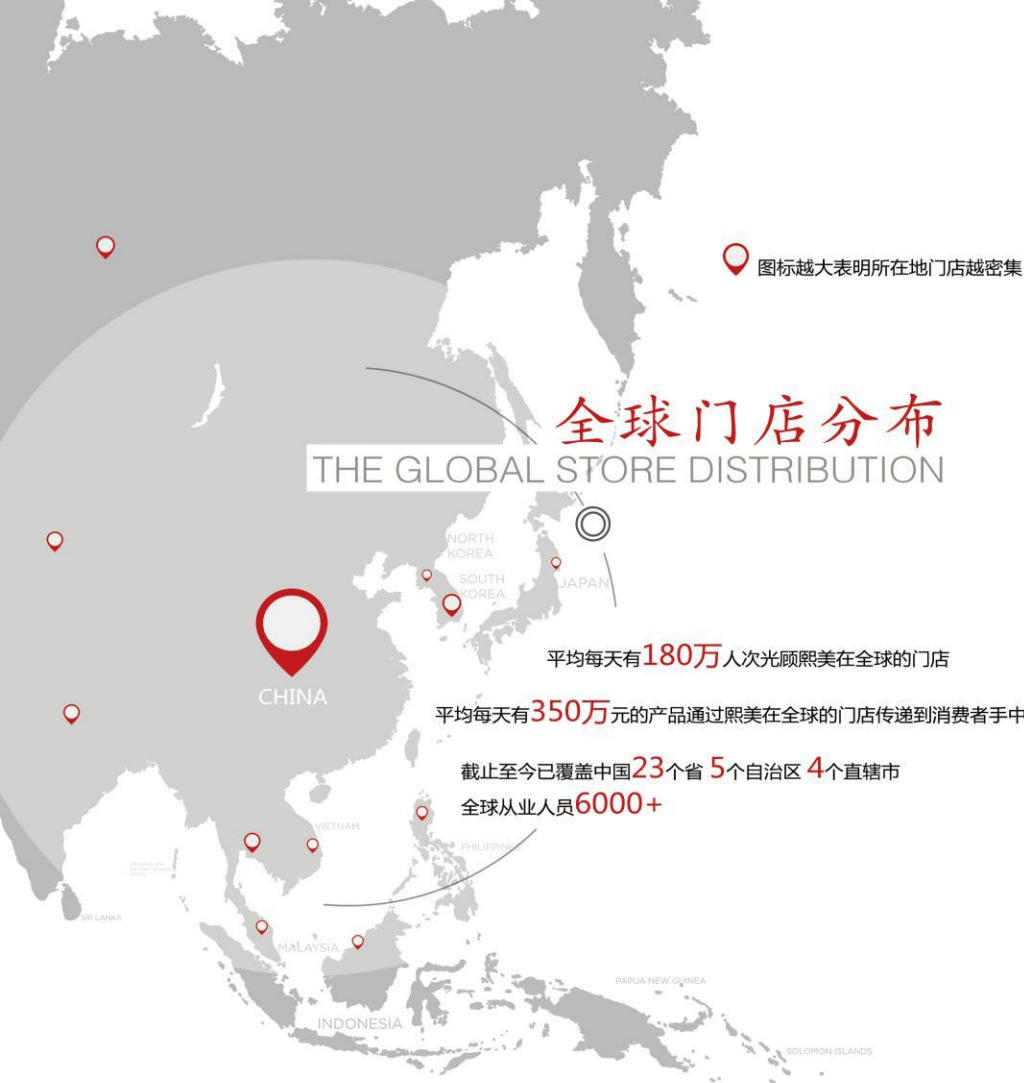 图标越大表明所在地门店越密集
全球门店分布
THE GLOBAL STORE DISTRIBUTION
NORTH
KOREA
SOUTH
KOREA
JAPAN
平均每天有180万人次光顾熙美在全球的门店
CHINA
平均每天有350万元的产品通过熙美在全球的门店传递到消费者手中
截止至今已覆盖中国23个省 5个自治区 4个直辖市
全球从业人员6000+
VIETNAM
PHILIPPINE
SRI LANKA
MALAYSIA
PAPUA NEW GUINEA
INDONESIA
SOLOMON ISLANDS